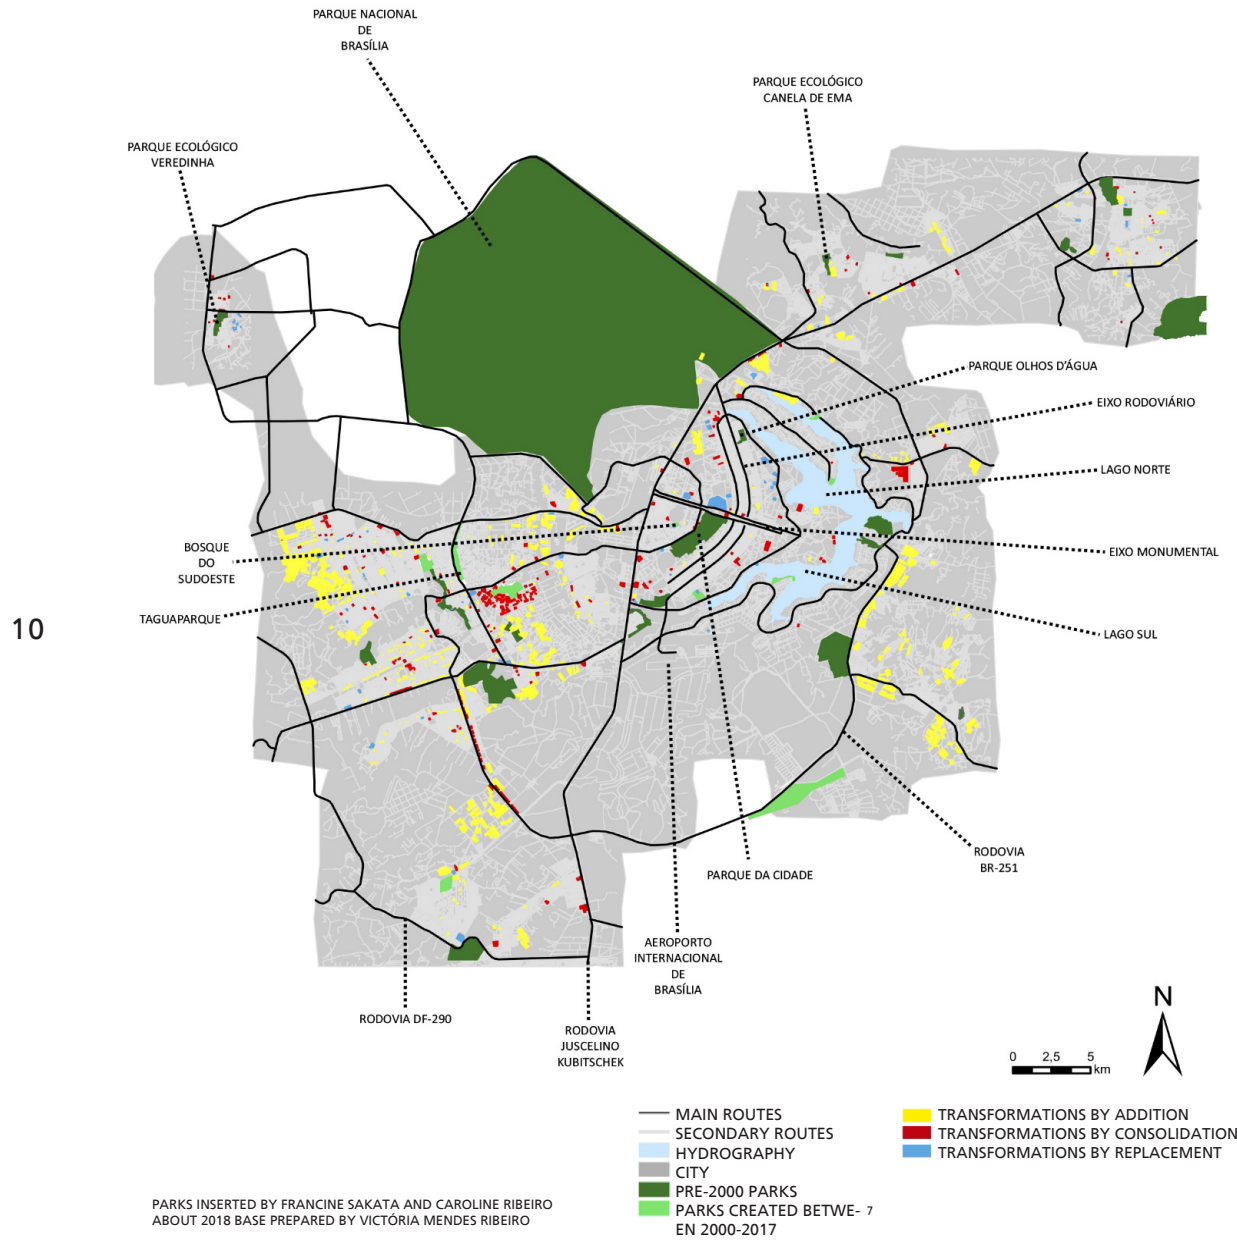 PARQUE NACIONAL
DE
BRASÍLIA
PARQUE ECOLÓGICO
CANELA DE EMA
PARQUE ECOLÓGICO
VEREDINHA
PARQUE OLHOS D'ÁGUA
EIXO RODOVIÁRIO
LAGO NORTE
BOSQUE
DO
SUDOESTE
EIXO MONUMENTAL
TAGUAPARQUE
10
LAGO SUL
RODOVIA
BR-251
PARQUE DA CIDADE
AEROPORTO
INTERNACIONAL
DE
BRASÍLIA
RODOVIA DF-290
RODOVIA
JUSCELINO
KUBITSCHEK
N
0 2,5 5
km
MAIN ROUTES
SECONDARY ROUTES
HYDROGRAPHY
CITY
PRE-2000 PARKS
PARKS CREATED BETWE- 7
EN 2000-2017
TRANSFORMATIONS BY ADDITION
TRANSFORMATIONS BY CONSOLIDATION
TRANSFORMATIONS BY REPLACEMENT
PARKS INSERTED BY FRANCINE SAKATA AND CAROLINE RIBEIRO
ABOUT 2018 BASE PREPARED BY VICTÓRIA MENDES RIBEIRO